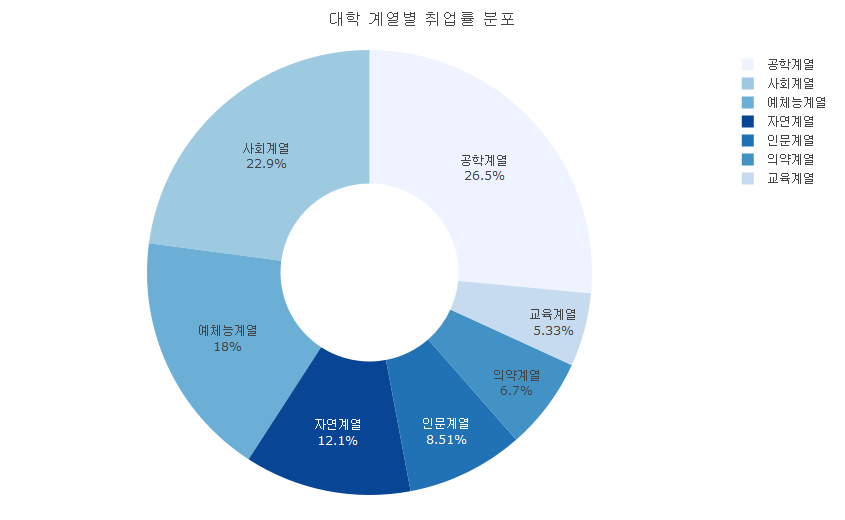 대학 계열별 취업률 분포
공학계열
사회계열
예체능계열
자연계열
인문계열
의약계열
교육계열
사회계열
22.9%
공학계열
26.5%
예체능계열
18%
교육계열
5.33%
의약계열
6.7%
자연계열
12.1%
인문계열
8.51%